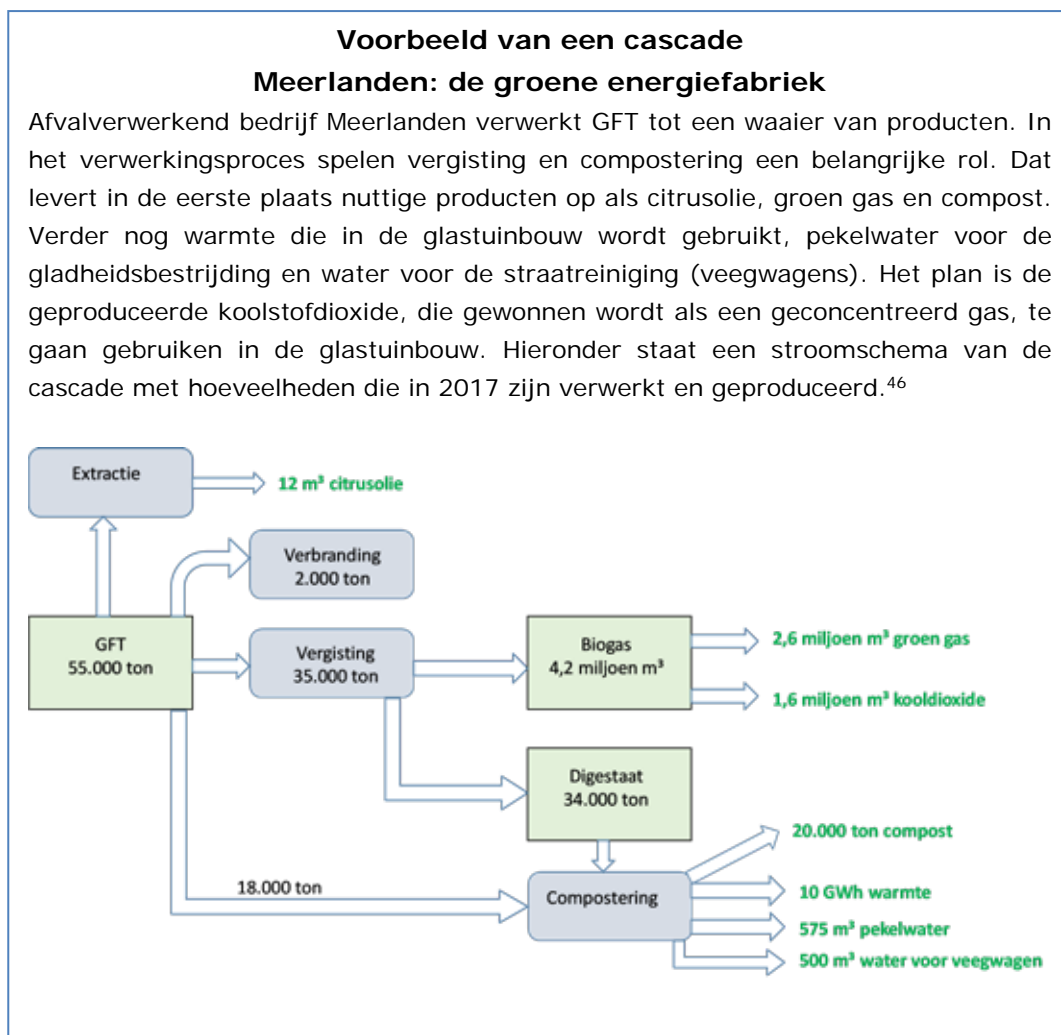 Voorbeeld van een cascade
Meerlanden: de groene energiefabriek
Afvalverwerkend bedrijf Meerlanden verwerkt GFT tot een waaier van producten. In
het verwerkingsproces spelen vergisting en compostering een belangrijke rol. Dat
levert in de eerste plaats nuttige producten op als citrusolie, groen gas en compost.
Verder nog warmte die in de glastuinbouw wordt gebruikt, pekelwater voor de
gladheidsbestrijding en water voor de straatreiniging (veegwagens). Het plan is de
geproduceerde koolstofdioxide, die gewonnen wordt als een geconcentreerd gas, te
gaan gebruiken in de glastuinbouw. Hieronder staat een stroomschema van de
cascade met hoeveelheden die in 2017 zijn verwerkt en geproduceerd.⁴⁶
Extractie
12 m³ citrusolie
Verbranding
2.000 ton
GFT
55.000 ton
Vergisting
35.000 ton
Biogas
4,2 miljoen m³
2,6 miljoen m³ groen gas
1,6 miljoen m³ kooldioxide
Digestaat
34.000 ton
20.000 ton compost
18.000 ton
Compostering
10 GWh warmte
575 m³ pekelwater
500 m³ water voor veegwagen